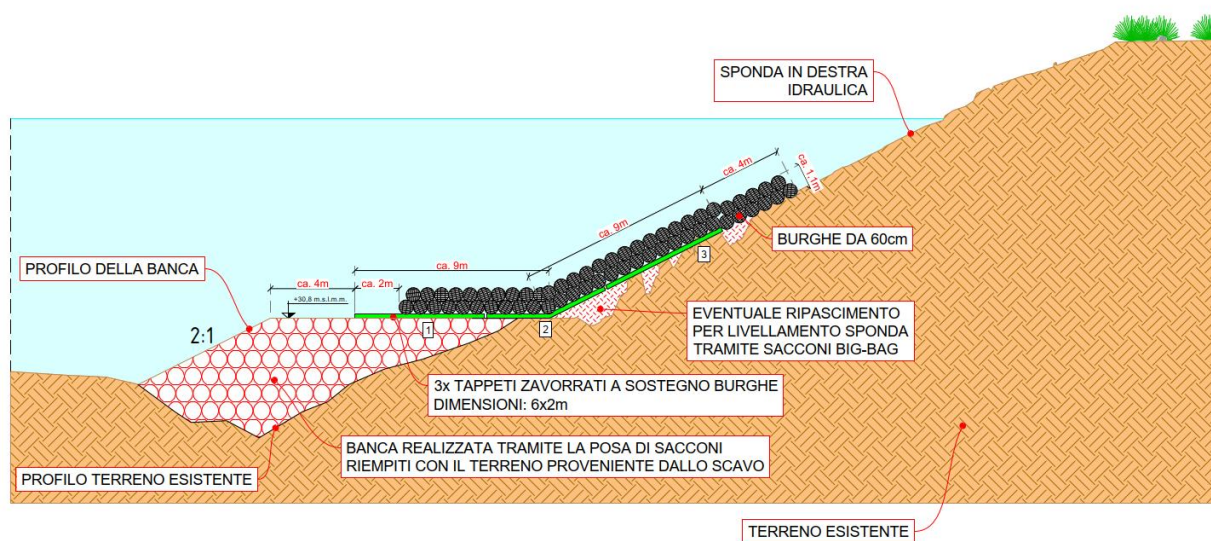 SPONDA IN DESTRA
IDRAULICA
ca. 4m
ca. 1.1m
ca. 9m
BURGHE DA 60cm
3
PROFILO DELLA BANCA
ca. 9m
ca. 4m
ca. 2m
+30,8 m.s.l.m.m.
2:1
1
2
EVENTUALE RIPASCIMENTO
PER LIVELLAMENTO SPONDA
TRAMITE SACCONI BIG-BAG
3x TAPPETI ZAVORRATI A SOSTEGNO BURGHE
DIMENSIONI: 6x2m
BANCA REALIZZATA TRAMITE LA POSA DI SACCONI
RIEMPITI CON IL TERRENO PROVENIENTE DALLO SCAVO
PROFILO TERRENO ESISTENTE
TERRENO ESISTENTE